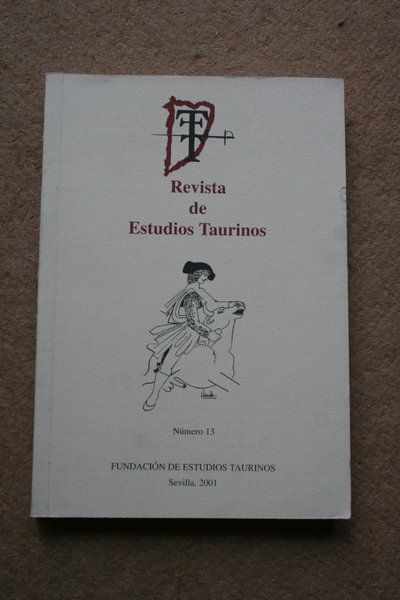 Revista
de
Estudios Taurinos
Número 13
FUNDACIÓN DE ESTUDIOS TAURINOS
Sevilla, 2001